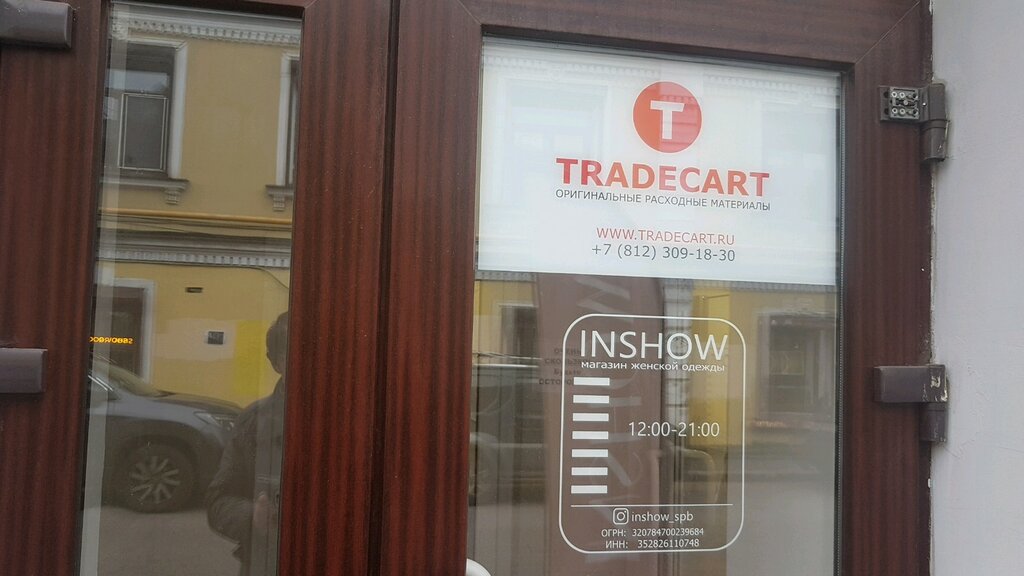 T
TRADECART
ОРИГИНАЛЬНЫЕ РАСХОДНЫЕ МАТЕРИАЛЫ
WWW.TRADECART.RU
+7 (812) 309-18-30
INSHOW
магазин женской одежды
12:00-21:00
inshow_spb
ОГРН: 320784700239684
ИНН: 352826110748